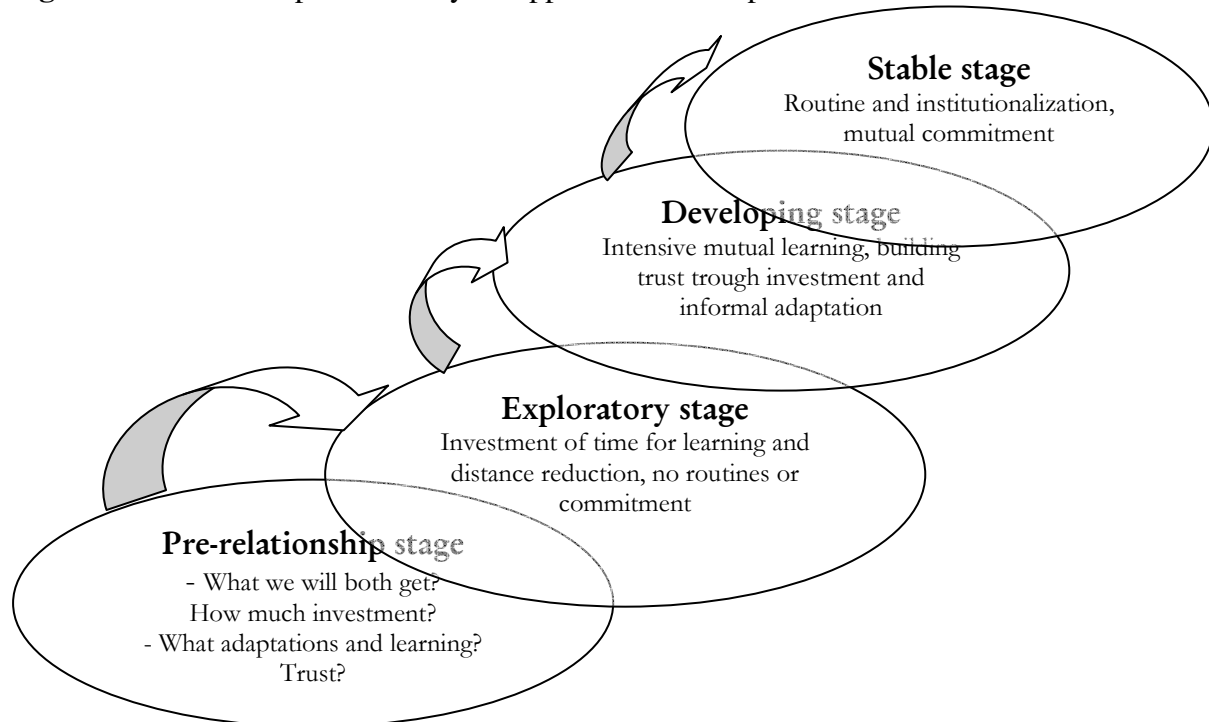 Stable stage
Routine and institutionalization,
mutual commitment
Developing stage
Intensive mutual learning, building
trust trough investment and
informal adaptation
Exploratory stage
Investment of time for learning and
distance reduction, no routines or
commitment
Pre-relationship stage
- What we will both get?
How much investment?
- What adaptations and learning?
Trust?